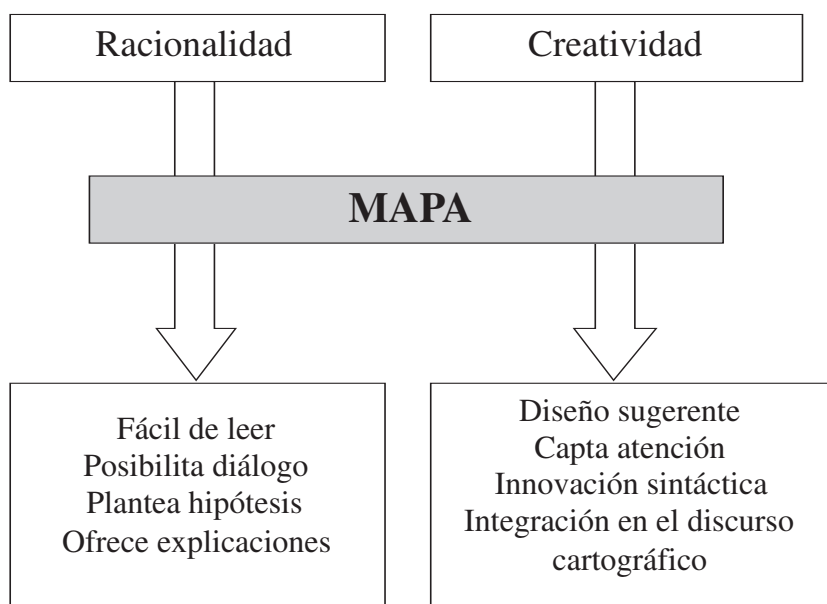 Racionalidad
Creatividad
MAPA
Fácil de leer
Posibilita diálogo
Plantea hipótesis
Ofrece explicaciones
Diseño sugerente
Capta atención
Innovación sintáctica
Integración en el discurso
cartográfico